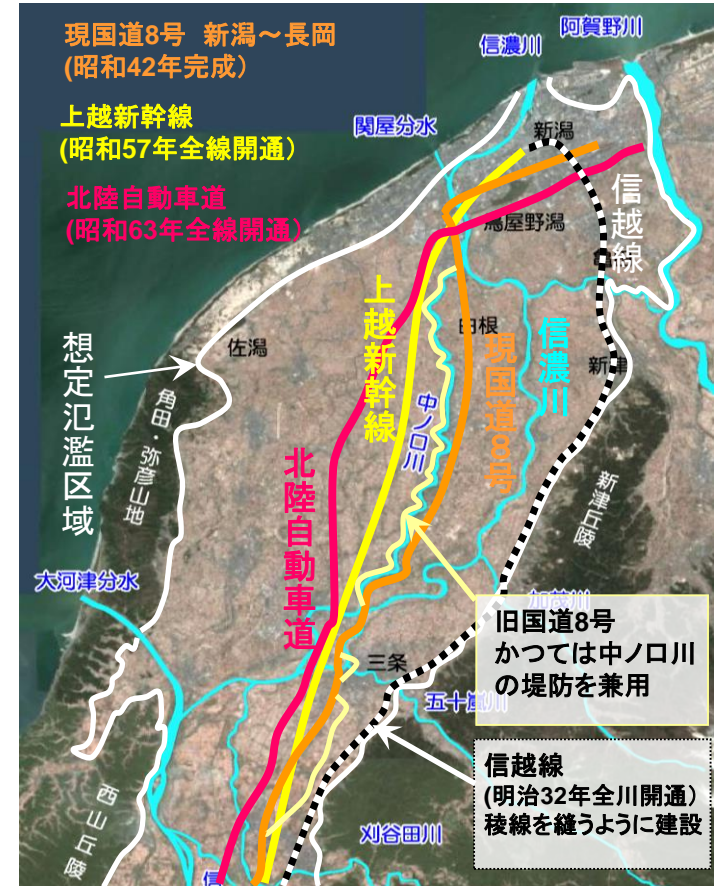 現国道8号 新潟～長岡
(昭和42年完成)
上越新幹線
(昭和57年全線開通)
北陸自動車道
(昭和63年全線開通)
阿賀野川
信濃川
関屋分水
新潟
鳥屋野潟
信越線
上越新幹線
白根
現国道8号
信濃川
新津
佐潟
想定氾濫区域
角田・弥彦山地
中ノ口川
北陸自動車道
新津丘陵
大河津分水
加茂川
旧国道8号
かつては中ノ口川
の堤防を兼用
三条
五十嵐川
信越線
(明治32年全川開通)
稜線を縫うように建設
西山丘陵
刈谷田川
信